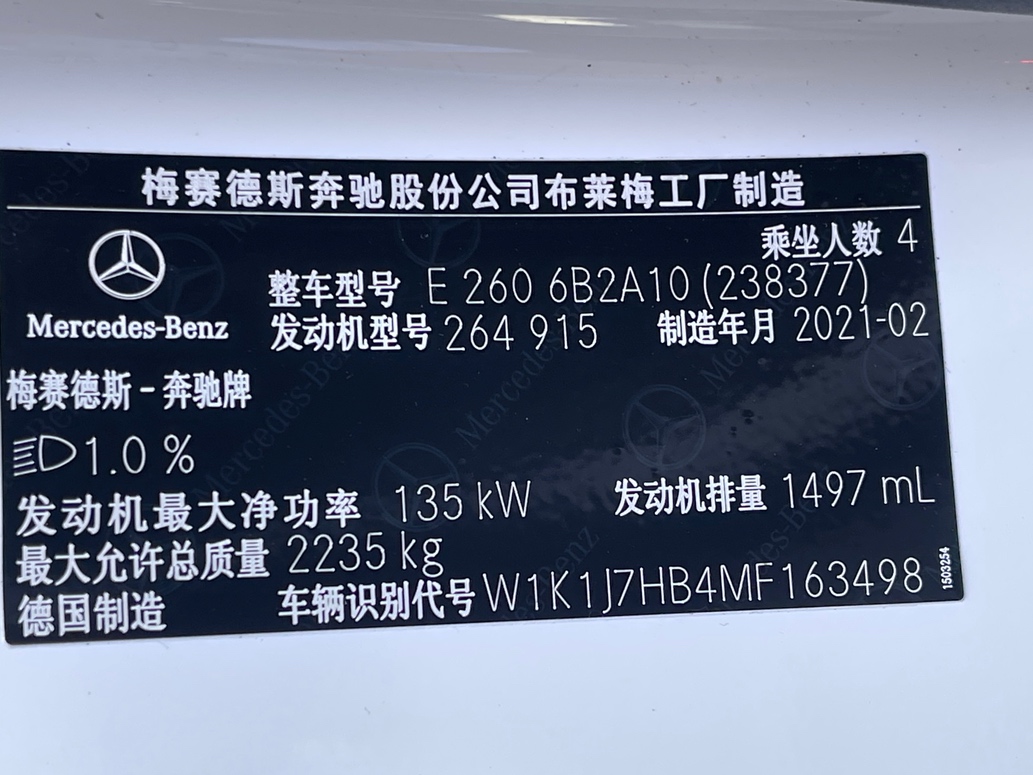 梅赛德斯奔驰股份公司布莱梅工厂制造
乘坐人数 4
整车型号 E 260 6B2A10 (238377)
Mercedes-Benz
发动机型号 264 915 制造年月 2021-02
梅赛德斯-奔驰牌
1.0 %
发动机最大净功率 135 kW 发动机排量 1497 mL
最大允许总质量 2235 kg
德国制造 车辆识别代号 W1K1J7HB4MF163498
1503254